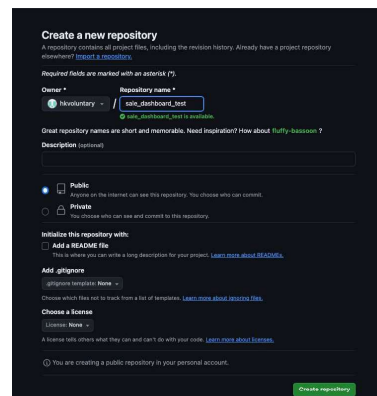 Create a new repository
A repository contains all project files, including the revision history. Already have a project repository
elsewhere? Import a repository.
Required fields are marked with an asterisk (*).
Owner * Repository name *
hkvoluntary / sale_dashboard_test
sale_dashboard_test is available.
Great repository names are short and memorable. Need inspiration? How about fluffy-bassoon ?
Description (optional)
Public
Anyone on the internet can see this repository. You choose who can commit.
Private
You choose who can see and commit to this repository.
Initialize this repository with:
Add a README file
This is where you can write a long description for your project. Learn more about READMEs.
Add .gitignore
.gitignore template: None
Choose which files not to track from a list of templates. Learn more about ignoring files.
Choose a license
License: None
A license tells others what they can and can't do with your code. Learn more about licenses.
You are creating a public repository in your personal account.
Create repository